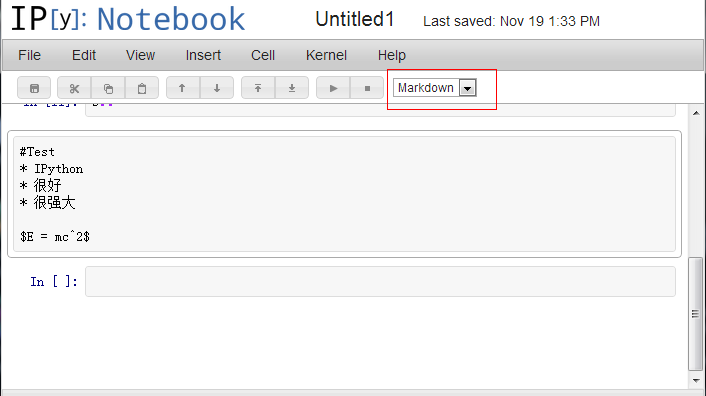 IP[y]: Notebook Untitled1 Last saved: Nov 19 1:33 PM
File Edit View Insert Cell Kernel Help
Markdown
#Test
* IPython
* 很好
* 很强大
$E = mc^2$
In [ ]: